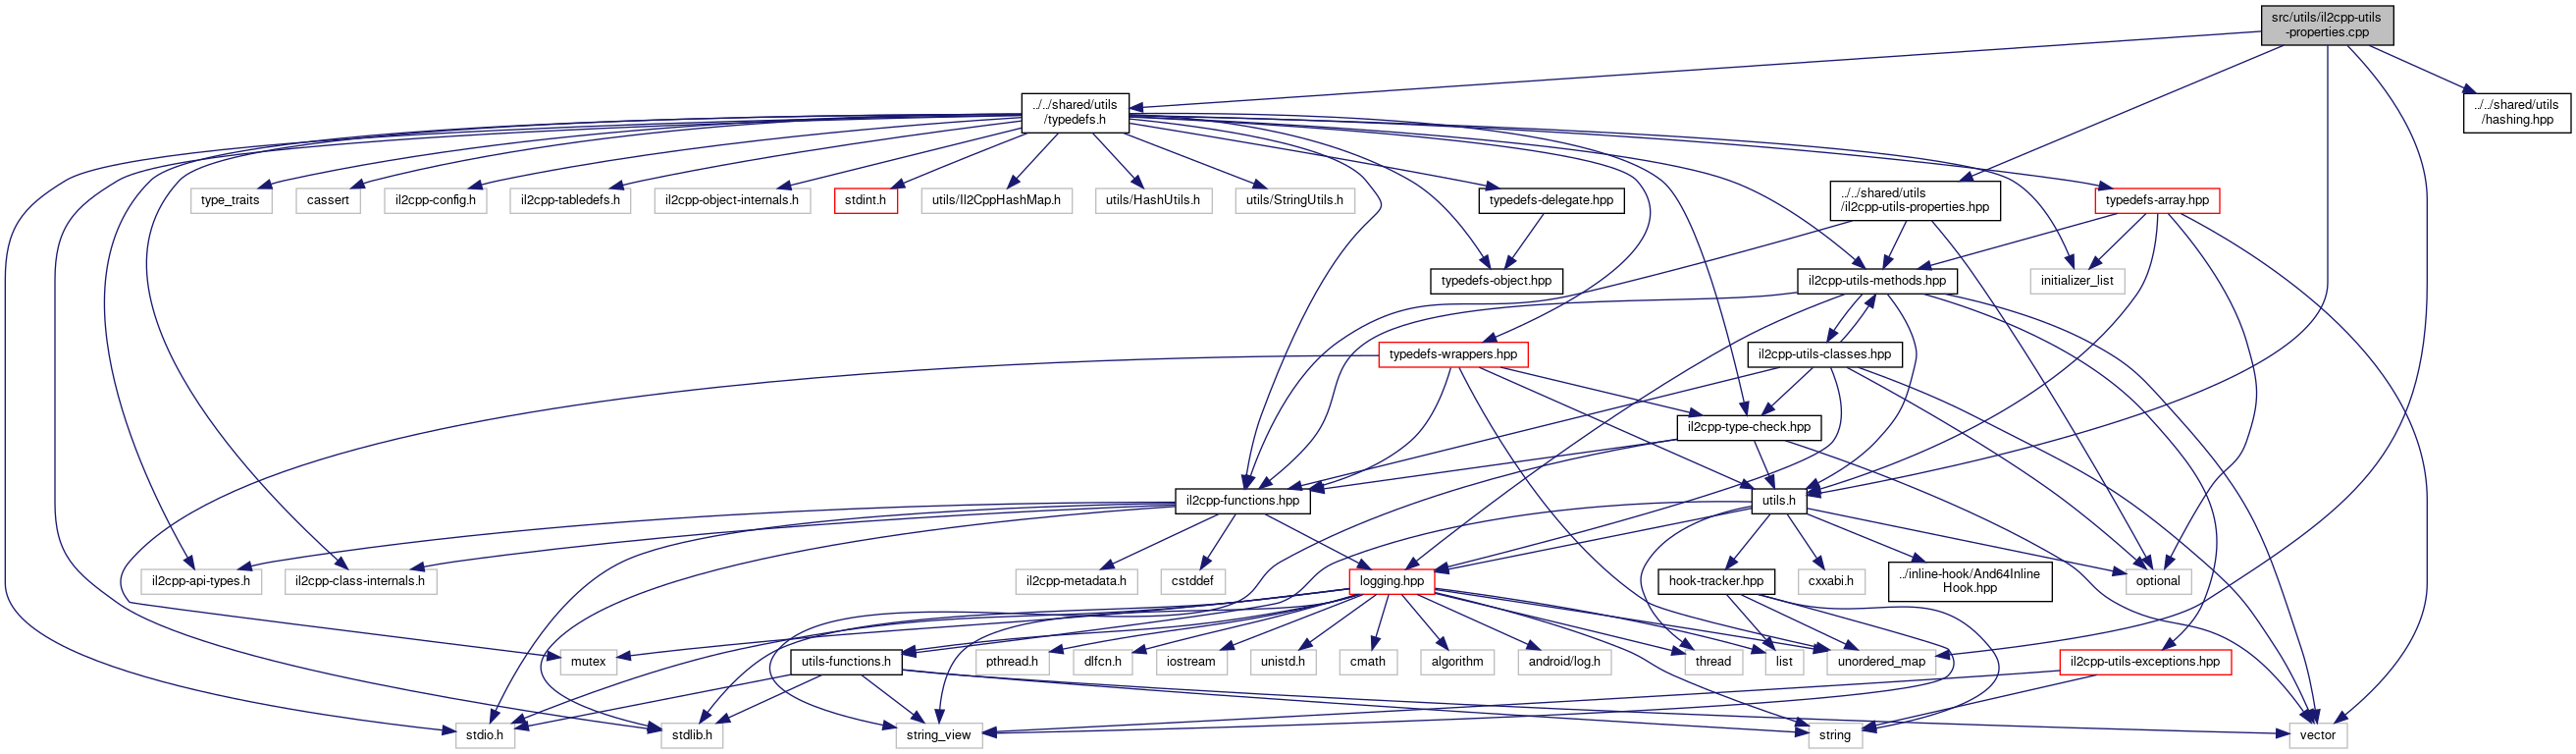 src/utils/il2cpp-utils
-properties.cpp
../../shared/utils
/typedefs.h
../../shared/utils
/hashing.hpp
type_traits
cassert
il2cpp-config.h
il2cpp-tabledefs.h
il2cpp-object-internals.h
stdint.h
utils/Il2CppHashMap.h
utils/HashUtils.h
utils/StringUtils.h
typedefs-delegate.hpp
../../shared/utils
/il2cpp-utils-properties.hpp
typedefs-array.hpp
typedefs-object.hpp
il2cpp-utils-methods.hpp
initializer_list
typedefs-wrappers.hpp
il2cpp-utils-classes.hpp
il2cpp-type-check.hpp
il2cpp-functions.hpp
utils.h
il2cpp-api-types.h
il2cpp-class-internals.h
il2cpp-metadata.h
cstddef
logging.hpp
hook-tracker.hpp
cxxabi.h
../inline-hook/And64Inline
Hook.hpp
optional
mutex
utils-functions.h
pthread.h
dlfcn.h
iostream
unistd.h
cmath
algorithm
android/log.h
thread
list
unordered_map
il2cpp-utils-exceptions.hpp
stdio.h
stdlib.h
string_view
string
vector